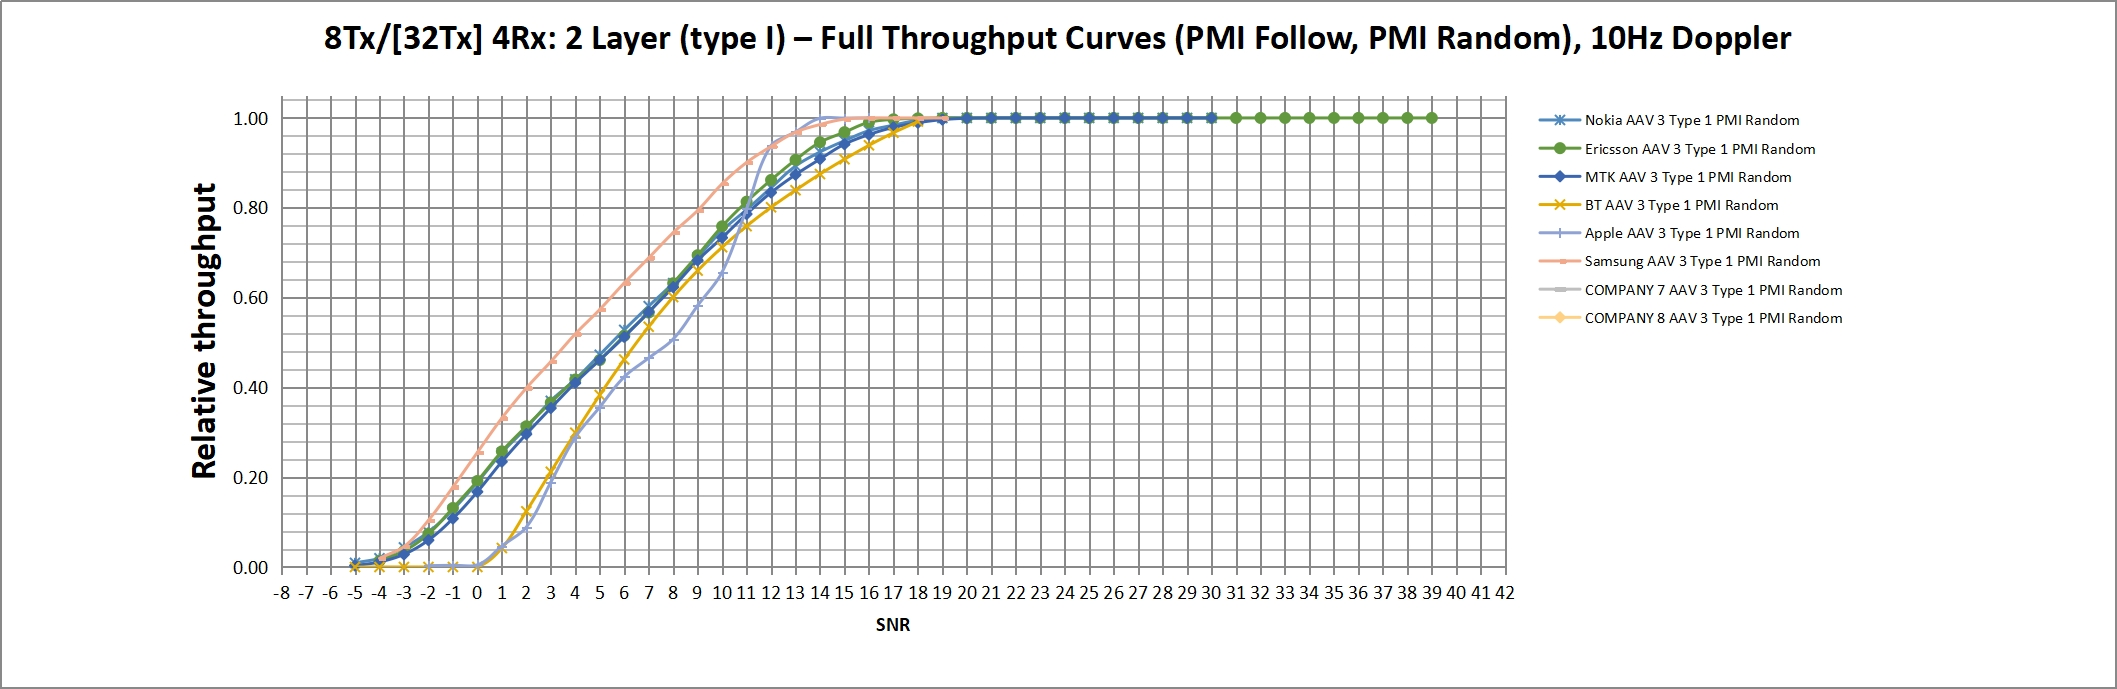 8Tx/[32Tx] 4Rx: 2 Layer (type I) – Full Throughput Curves (PMI Follow, PMI Random), 10Hz Doppler
Relative throughput
1.00
0.80
0.60
0.40
0.20
0.00
-8 -7 -6 -5 -4 -3 -2 -1 0 1 2 3 4 5 6 7 8 9 10 11 12 13 14 15 16 17 18 19 20 21 22 23 24 25 26 27 28 29 30 31 32 33 34 35 36 37 38 39 40 41 42
SNR
Nokia AAV 3 Type 1 PMI Random
Ericsson AAV 3 Type 1 PMI Random
MTK AAV 3 Type 1 PMI Random
BT AAV 3 Type 1 PMI Random
Apple AAV 3 Type 1 PMI Random
Samsung AAV 3 Type 1 PMI Random
COMPANY 7 AAV 3 Type 1 PMI Random
COMPANY 8 AAV 3 Type 1 PMI Random